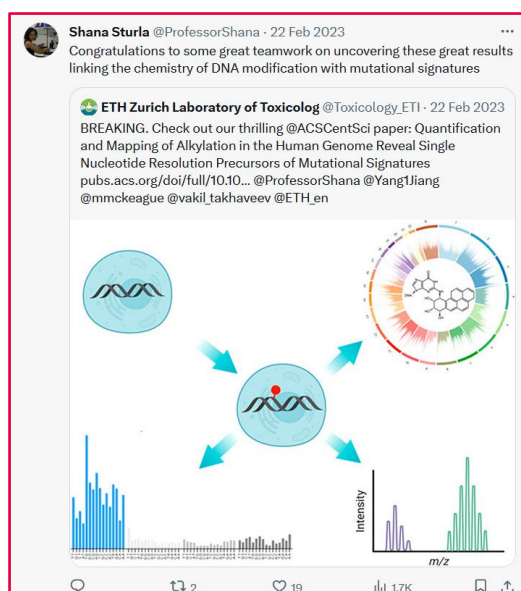 Shana Sturla @ProfessorShana · 22 Feb 2023
Congratulations to some great teamwork on uncovering these great results
linking the chemistry of DNA modification with mutational signatures
ETH Zurich Laboratory of Toxicolog @Toxicology_ETI · 22 Feb 2023
BREAKING. Check out our thrilling @ACSCentSci paper: Quantification
and Mapping of Alkylation in the Human Genome Reveal Single
Nucleotide Resolution Precursors of Mutational Signatures
pubs.acs.org/doi/full/10.10... @ProfessorShana @Yang1Jiang
@mmckeague @vakil_takhaveev @ETH_en
Intensity
m/z
2
19
1.7K